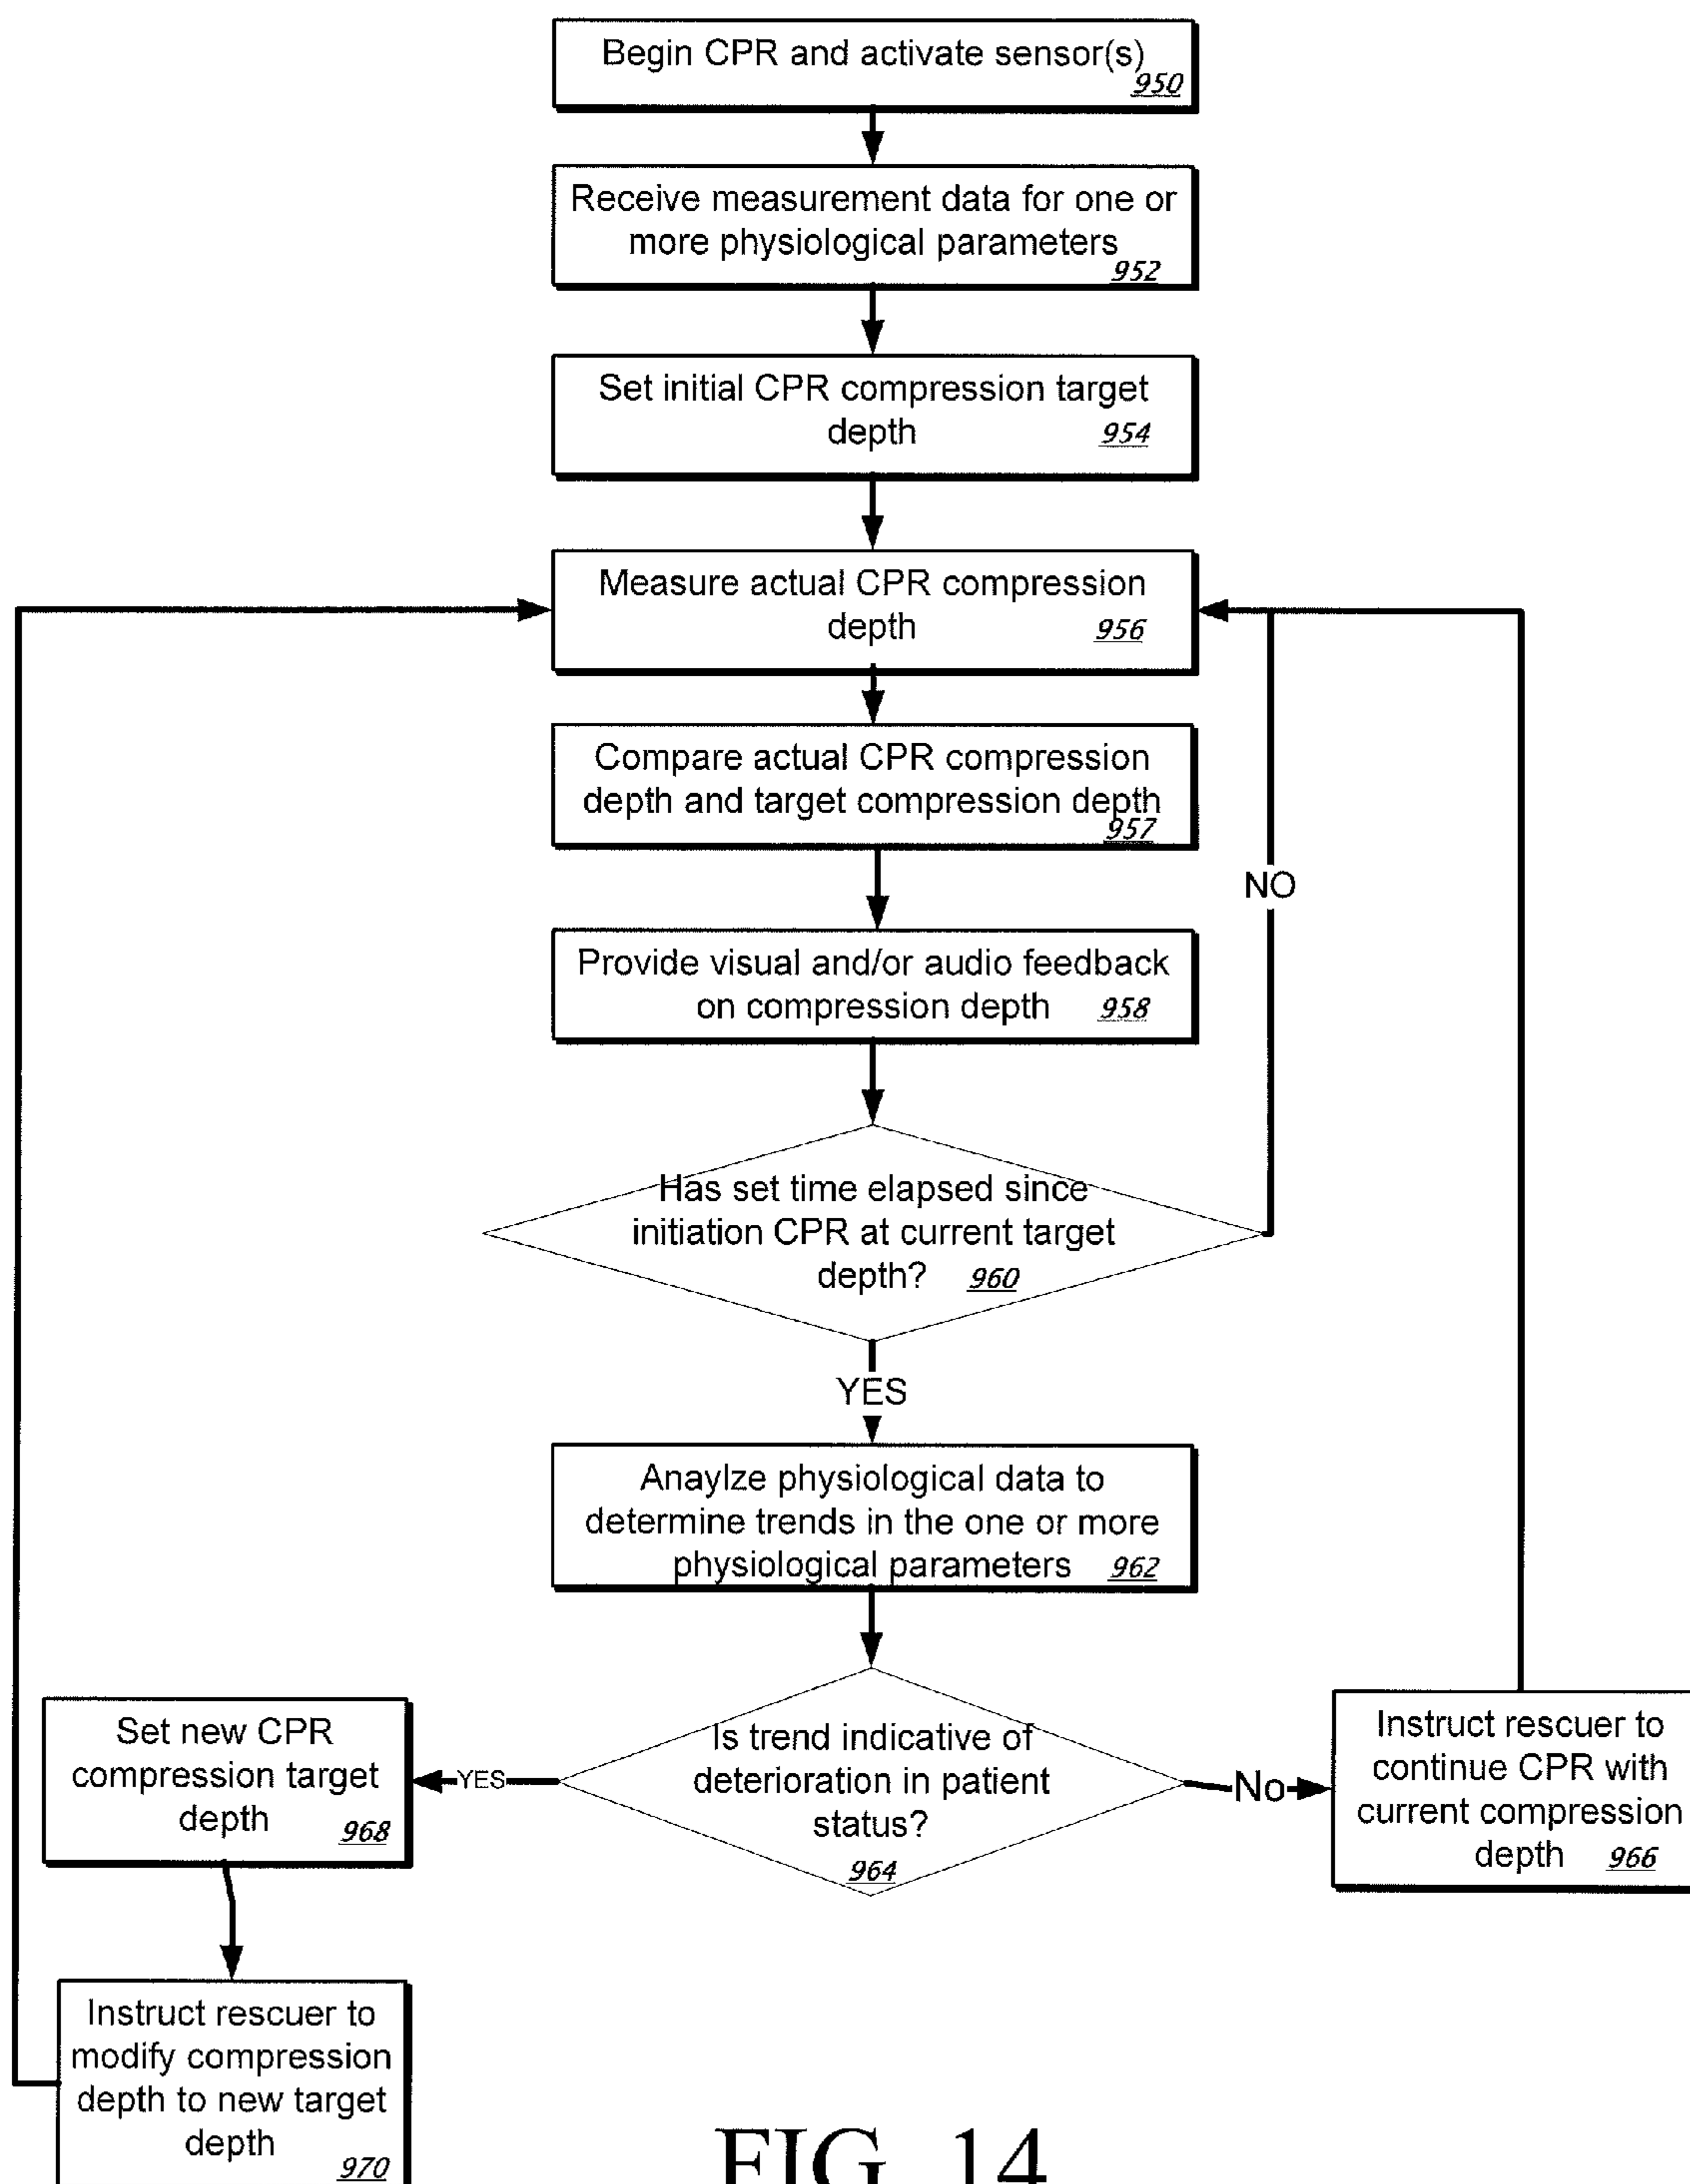 Begin CPR and activate sensor(s)
950
Receive measurement data for one or
more physiological parameters
952
Set initial CPR compression target
depth 954
Measure actual CPR compression
depth 956
Compare actual CPR compression
depth and target compression depth
957
NO
Provide visual and/or audio feedback
on compression depth 958
Has set time elapsed since
initiation CPR at current target
depth? 960
YES
Anaylze physiological data to
determine trends in the one or more
physiological parameters 962
Is trend indicative of
deterioration in patient
status?
964
YES
No
Set new CPR
compression target
depth 968
Instruct rescuer to
continue CPR with
current compression
depth 966
Instruct rescuer to
modify compression
depth to new target
depth
970
FIG. 14